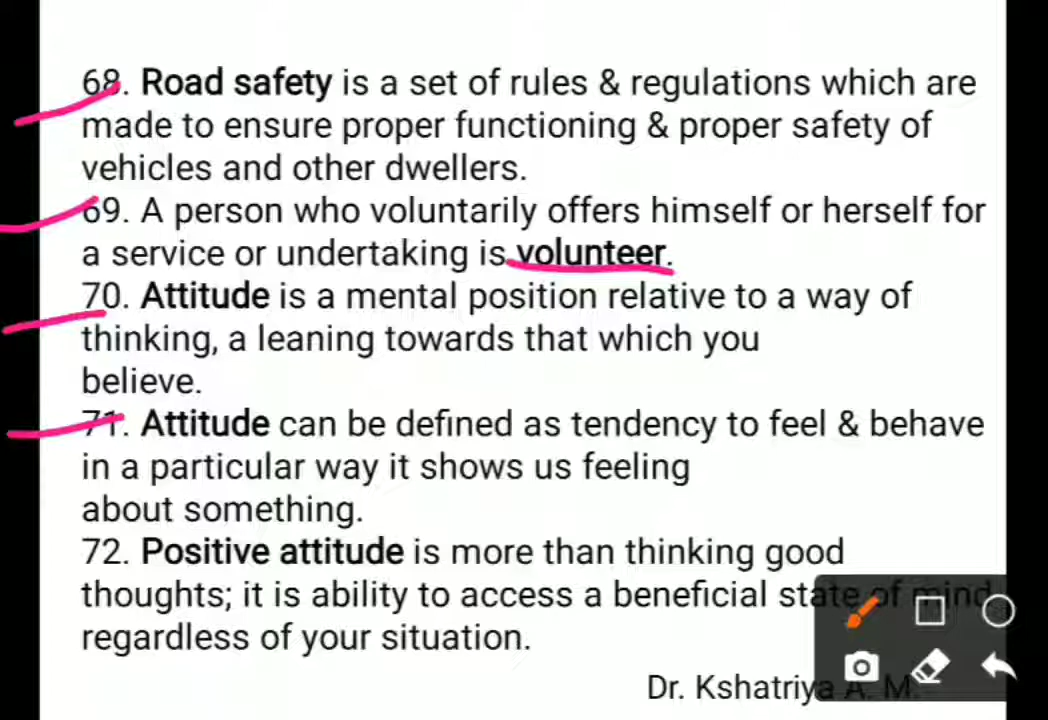 68. Road safety is a set of rules & regulations which are
made to ensure proper functioning & proper safety of
vehicles and other dwellers.
69. A person who voluntarily offers himself or herself for
a service or undertaking is volunteer.
70. Attitude is a mental position relative to a way of
thinking, a leaning towards that which you
believe.
71. Attitude can be defined as tendency to feel & behave
in a particular way it shows us feeling
about something.
72. Positive attitude is more than thinking good
thoughts; it is ability to access a beneficial state of mind
regardless of your situation.
Dr. Kshatriya A. M.